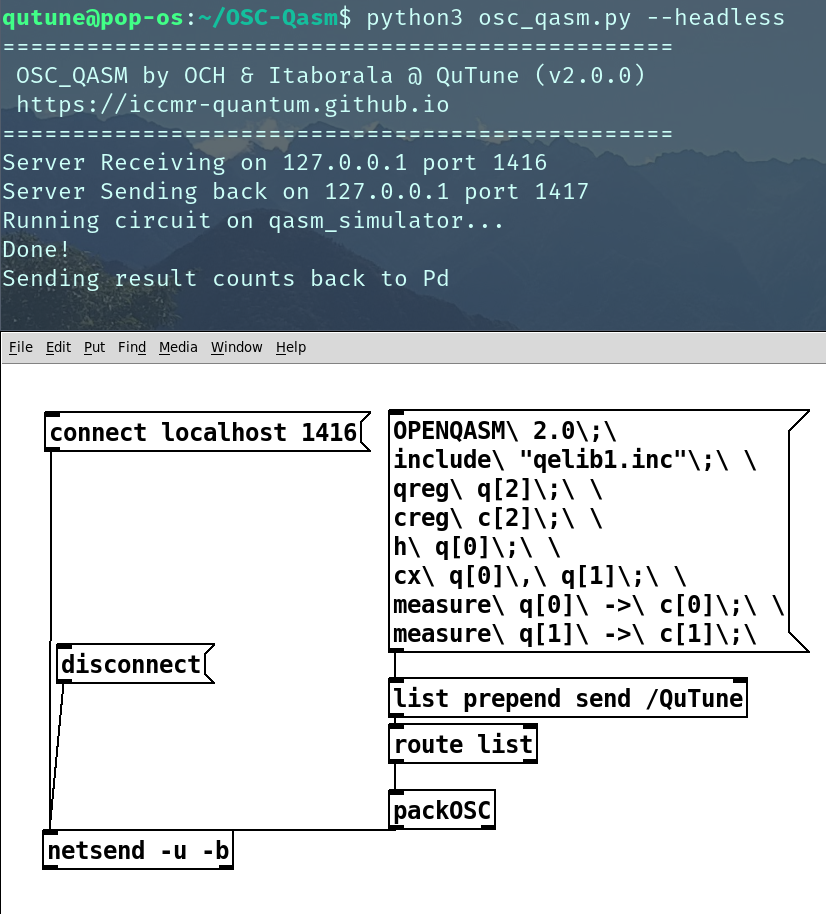 qutune@pop-os:~/OSC-Qasm$ python3 osc_qasm.py --headless
================================================
OSC_QASM by OCH & Itaborala @ QuTune (v2.0.0)
https://iccmr-quantum.github.io
================================================
Server Receiving on 127.0.0.1 port 1416
Server Sending back on 127.0.0.1 port 1417
Running circuit on qasm_simulator...
Done!
Sending result counts back to Pd
File Edit Put Find Media Window Help
connect localhost 1416
OPENQASM\ 2.0\;\
include\ "qelib1.inc"\;\ \
qreg\ q[2]\;\ \
creg\ c[2]\;\ \
h\ q[0]\;\ \
cx\ q[0]\,\ q[1]\;\ \
measure\ q[0]\ ->\ c[0]\;\ \
measure\ q[1]\ ->\ c[1]\;\
disconnect
list prepend send /QuTune
route list
packOSC
netsend -u -b